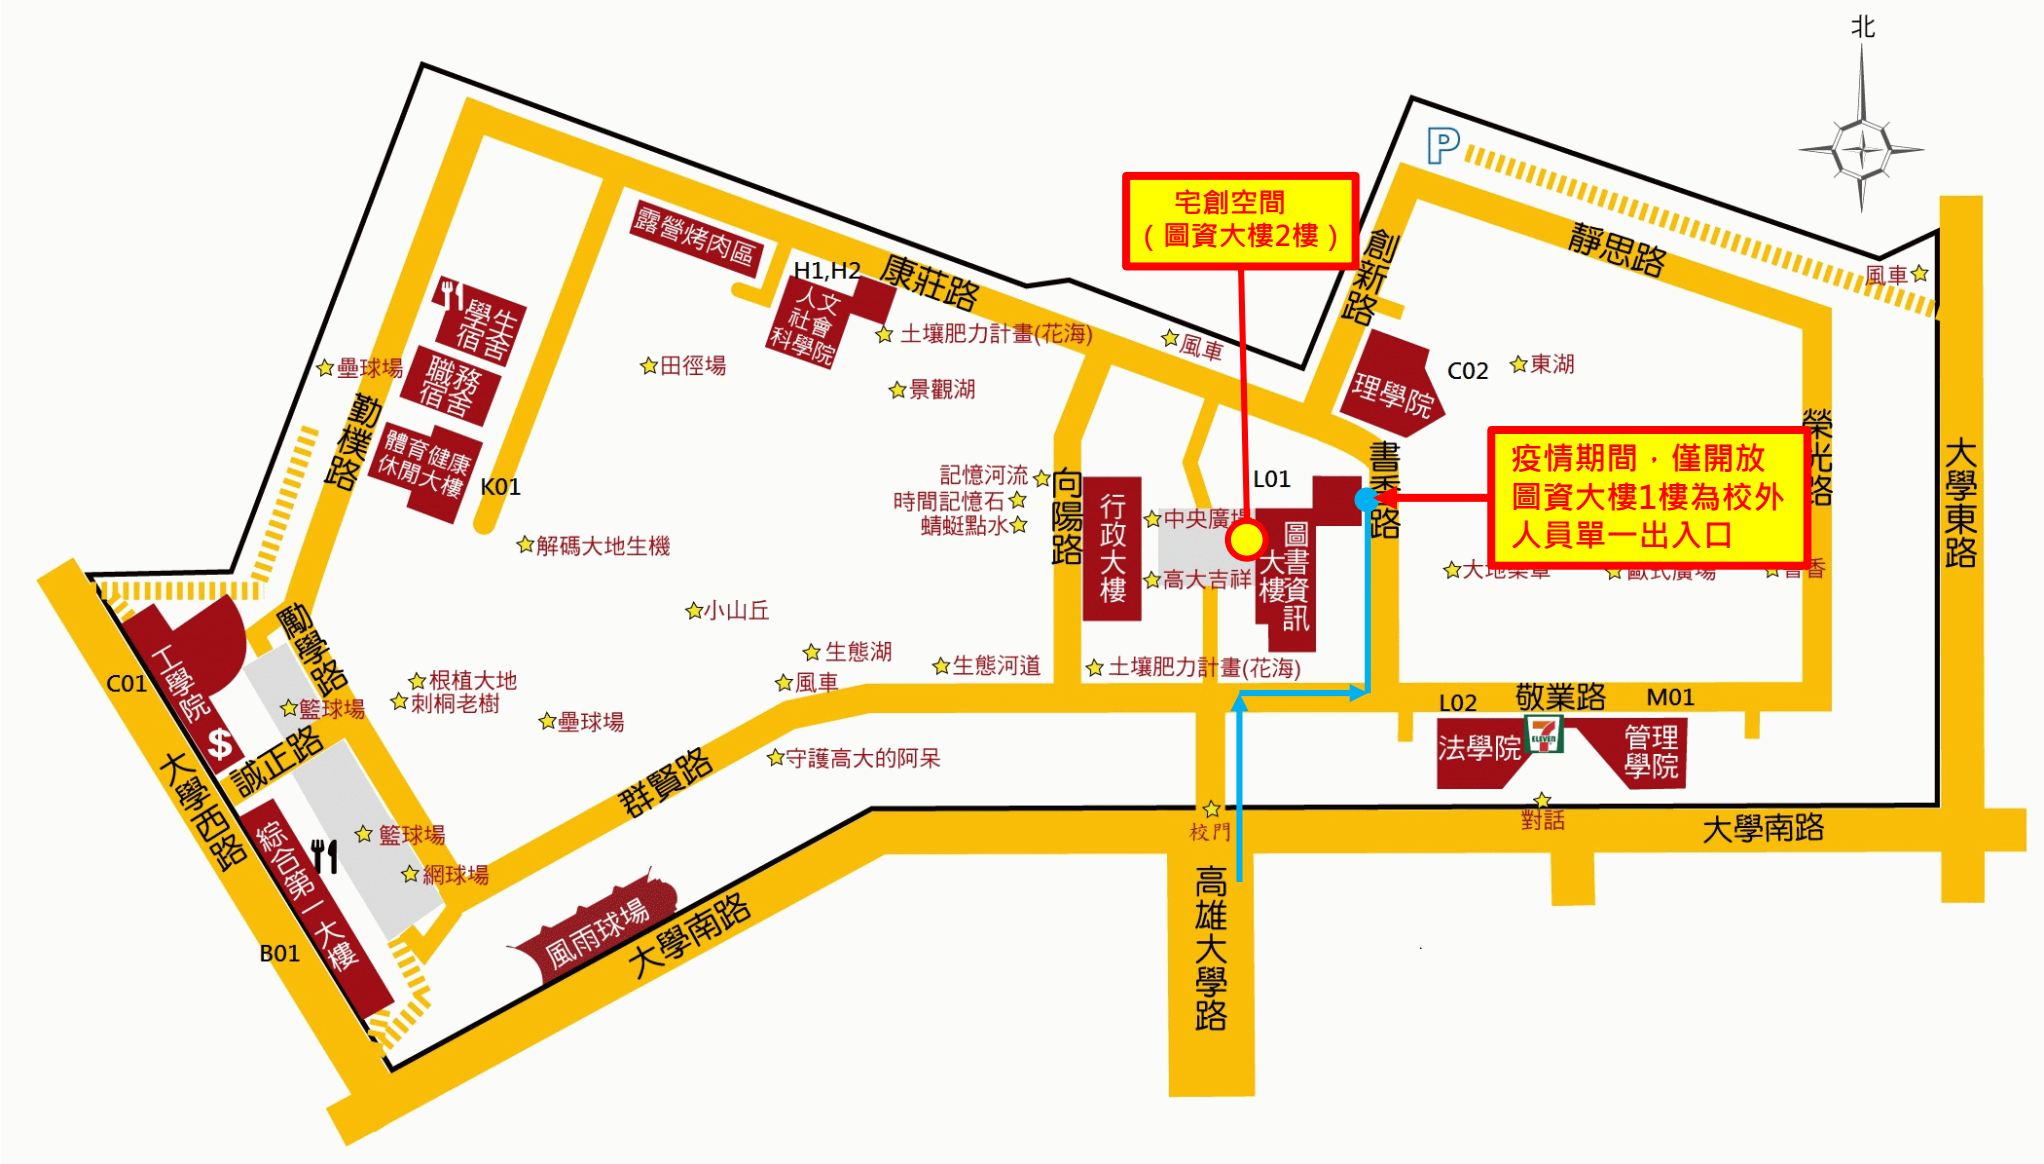 北
P
宅創空間
(圖資大樓2樓)
創新路
靜思路
風車
露營烤肉區
H1,H2
康莊路
人文
社會
科學院
土壤肥力計畫(花海)
風車
學生
宿舍
職務
宿舍
體育健康
休閒大樓
K01
壘球場
勤樸路
田徑場
景觀湖
理學院
C02
東湖
榮光路
大學東路
書香路
疫情期間，僅開放
圖資大樓1樓為校外
人員單一出入口
記憶河流
時間記憶石
蜻蜓點水
向陽路
行政大樓
L01
中央廣場
高大吉祥
圖書資訊
大樓
大地樂章
歐式廣場
書香
解碼大地生機
小山丘
生態湖
生態河道
風車
土壤肥力計畫(花海)
勵學路
工學院
C01
$
籃球場
根植大地
刺桐老樹
壘球場
誠正路
大學西路
守護高大的阿呆
群賢路
敬業路
L02
M01
法學院
7
ELEVEN
管理
學院
對話
校門
大學南路
綜合第一大樓
B01
籃球場
網球場
風雨球場
大學南路
高雄大學路